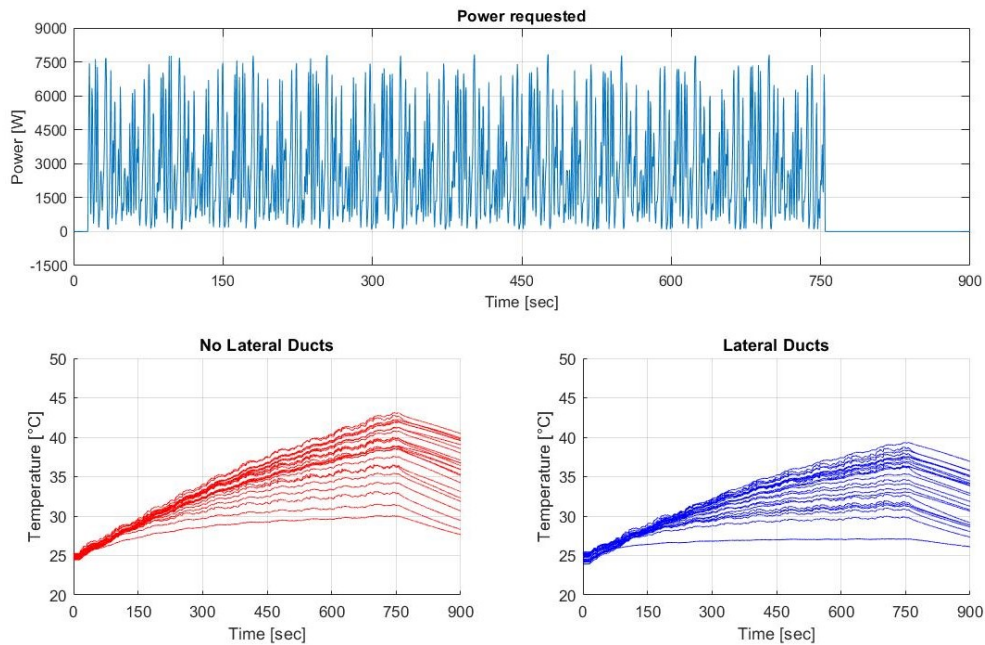 Power requested
9000
7500
6000
4500
3000
1500
0
-1500
Power [W]
0 150 300 450 600 750 900
Time [sec]
No Lateral Ducts
50
45
40
35
30
25
20
Temperature [°C]
0 150 300 450 600 750 900
Time [sec]
Lateral Ducts
50
45
40
35
30
25
20
Temperature [°C]
0 150 300 450 600 750 900
Time [sec]